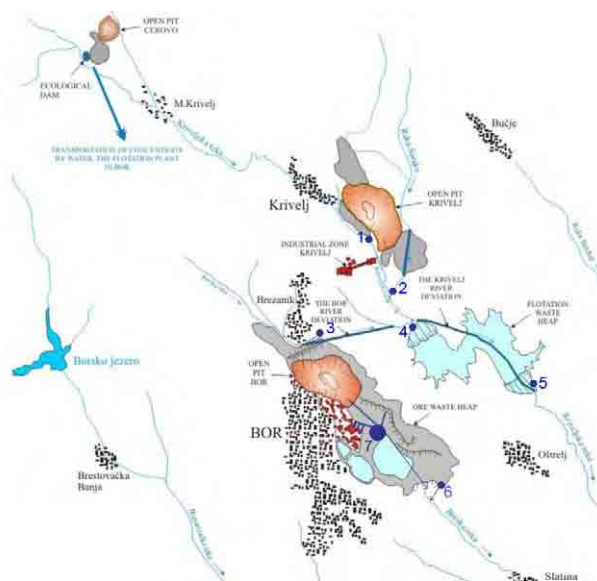 OPEN PIT
CEROVO
ECOLOGICAL
DAM
M.Krivelj
TRANSPORTATION OF CONCENTRATE
BY WATER, THE FLOTATION PLANT
IN BOR
Bučje
Krivelj
OPEN PIT
KRIVELJ
1
INDUSTRIAL ZONE
KRIVELJ
2
THE KRIVELJ
RIVER
DEVIATION
FLOTATION
WASTE
HEAP
Brezanik
THE BOR
RIVER
DEVIATION
3
4
5
Borsko jezero
OPEN
PIT
BOR
BOR
ORE WASTE HEAP
6
Oštrelj
Brestovačka
Banja
Slatina